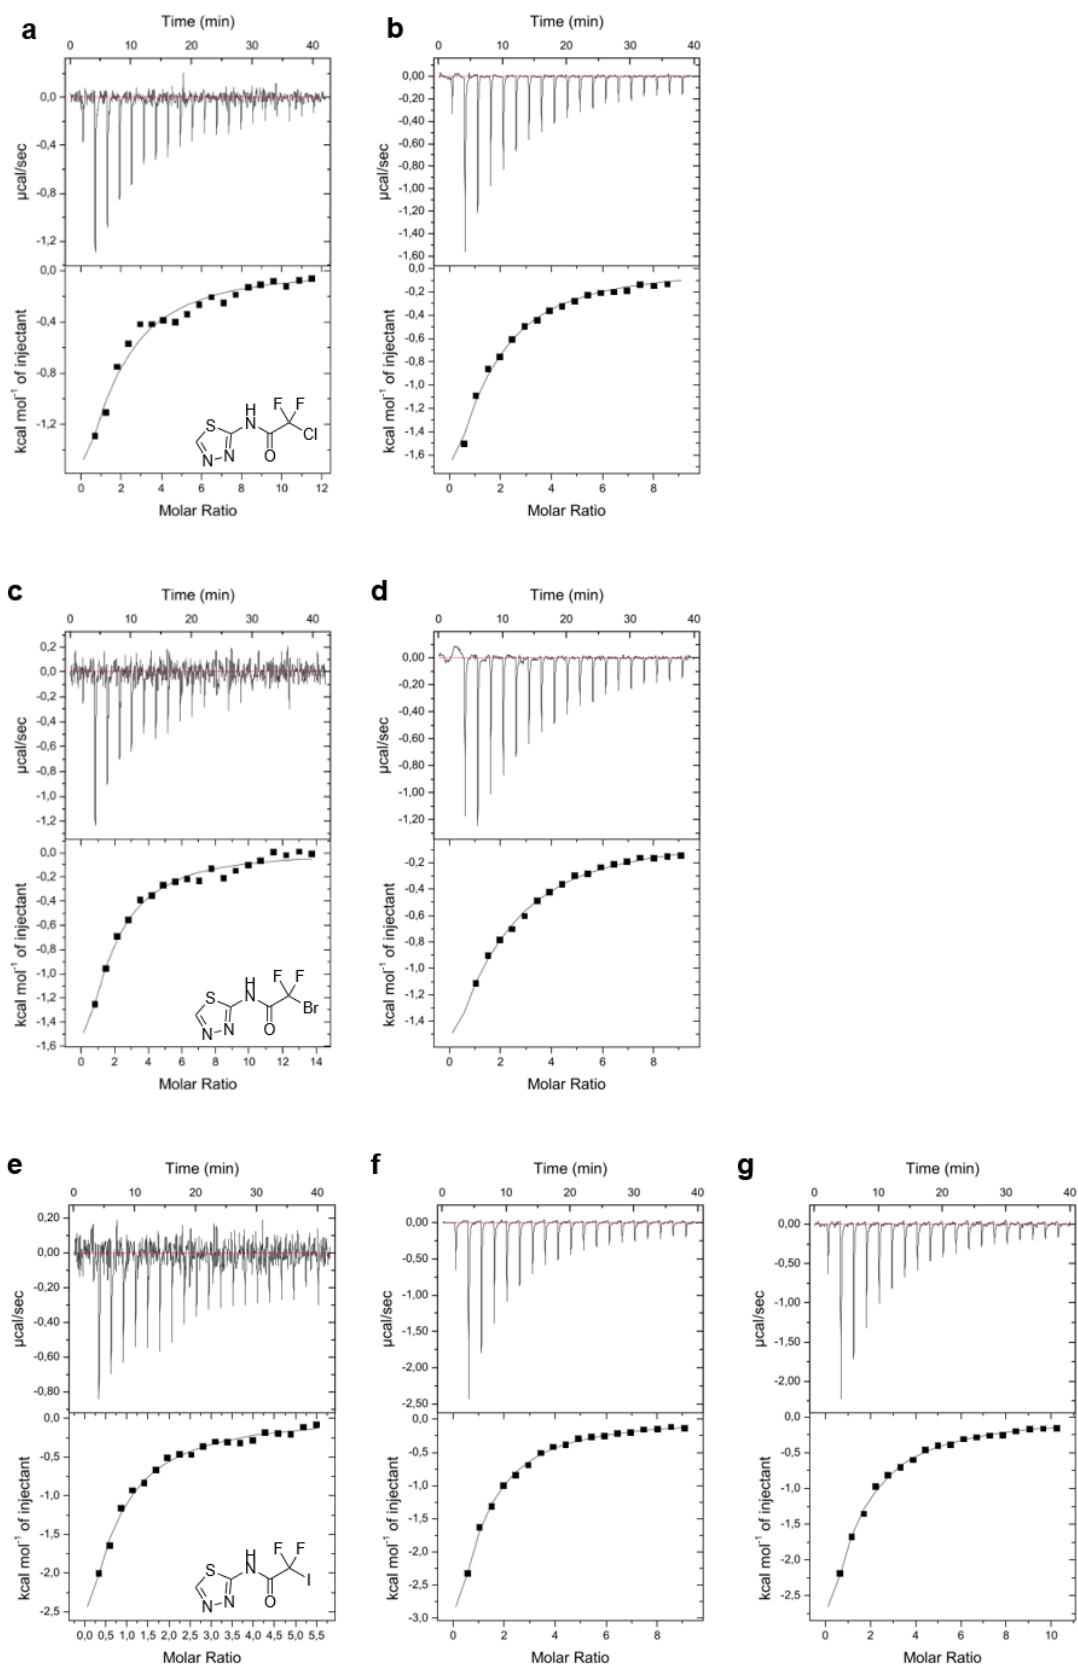 a
Time (min)
0 10 20 30 40
0,0
-0,4
-0,8
-1,2
µcal/sec
0,0
-0,4
-0,8
-1,2
kcal mol⁻¹ of injectant
H
N
S
N
N
O
F
F
Cl
0 2 4 6 8 10 12
Molar Ratio
b
Time (min)
0 10 20 30 40
0,00
-0,20
-0,40
-0,60
-0,80
-1,00
-1,20
-1,40
-1,60
µcal/sec
0,0
-0,2
-0,4
-0,6
-0,8
-1,0
-1,2
-1,4
-1,6
kcal mol⁻¹ of injectant
0 2 4 6 8
Molar Ratio
c
Time (min)
0 10 20 30 40
0,2
0,0
-0,2
-0,4
-0,6
-0,8
-1,0
-1,2
µcal/sec
0,0
-0,2
-0,4
-0,6
-0,8
-1,0
-1,2
-1,4
-1,6
kcal mol⁻¹ of injectant
H
N
S
N
N
O
F
F
Br
0 2 4 6 8 10 12 14
Molar Ratio
d
Time (min)
0 10 20 30 40
0,00
-0,20
-0,40
-0,60
-0,80
-1,00
-1,20
µcal/sec
-0,2
-0,4
-0,6
-0,8
-1,0
-1,2
-1,4
kcal mol⁻¹ of injectant
0 2 4 6 8
Molar Ratio
e
Time (min)
0 10 20 30 40
0,20
0,00
-0,20
-0,40
-0,60
-0,80
µcal/sec
0,0
-0,5
-1,0
-1,5
-2,0
-2,5
kcal mol⁻¹ of injectant
H
N
S
N
N
O
F
F
I
0,0 0,5 1,0 1,5 2,0 2,5 3,0 3,5 4,0 4,5 5,0 5,5
Molar Ratio
f
Time (min)
0 10 20 30 40
0,00
-0,50
-1,00
-1,50
-2,00
-2,50
µcal/sec
0,0
-0,5
-1,0
-1,5
-2,0
-2,5
-3,0
kcal mol⁻¹ of injectant
0 2 4 6 8
Molar Ratio
g
Time (min)
0 10 20 30 40
0,00
-0,50
-1,00
-1,50
-2,00
µcal/sec
0,0
-0,5
-1,0
-1,5
-2,0
-2,5
kcal mol⁻¹ of injectant
0 2 4 6 8 10
Molar Ratio